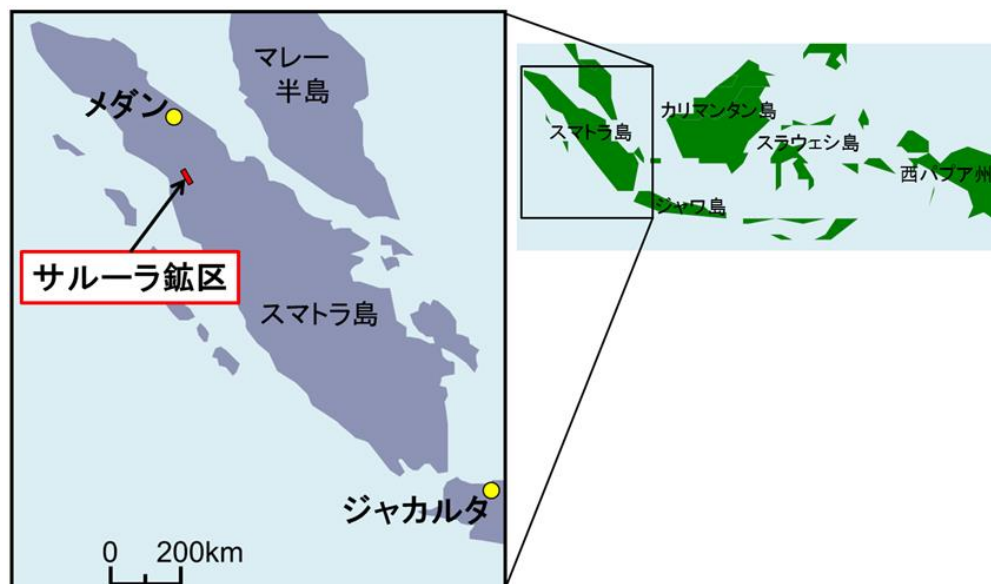 マレー
半島
メダン
サルーラ鉱区
スマトラ島
ジャカルタ
0 200km
カリマンタン島
スマトラ島
スラウェシ島
西パプア州
ジャワ島